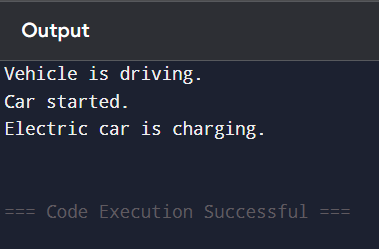 Output
Vehicle is driving.
Car started.
Electric car is charging.
=== Code Execution Successful ===